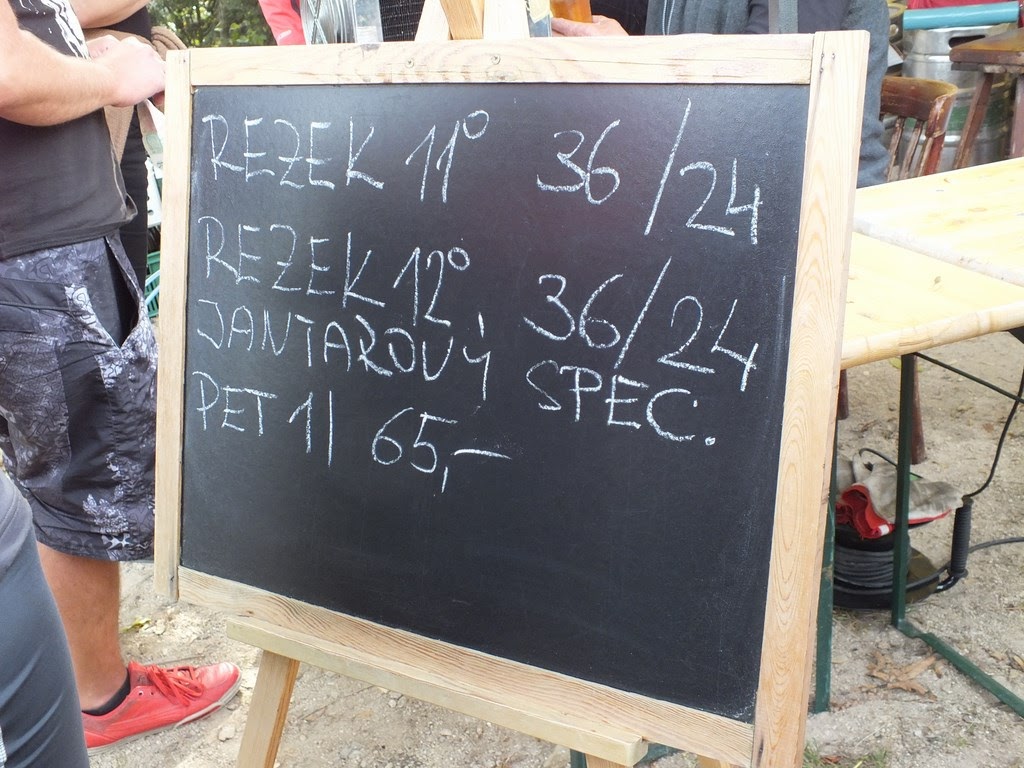 REZEK 11° 36/24
REZEK 12° 36/24
JANTAROVÝ SPEC.
PET 1l 65,-